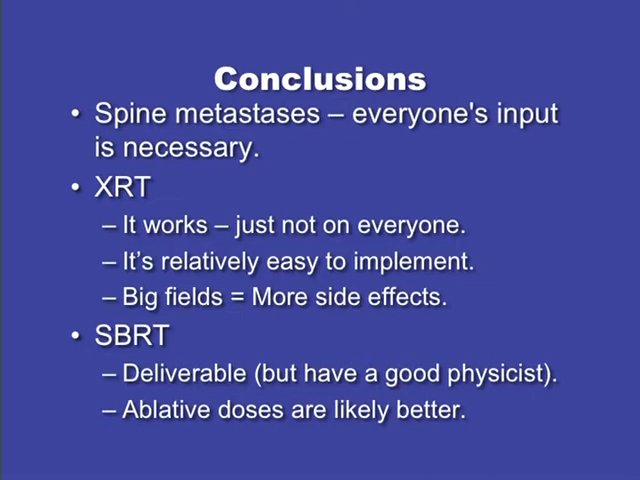 Conclusions
• Spine metastases – everyone's input
is necessary.
• XRT
– It works – just not on everyone.
– It’s relatively easy to implement.
– Big fields = More side effects.
• SBRT
– Deliverable (but have a good physicist).
– Ablative doses are likely better.